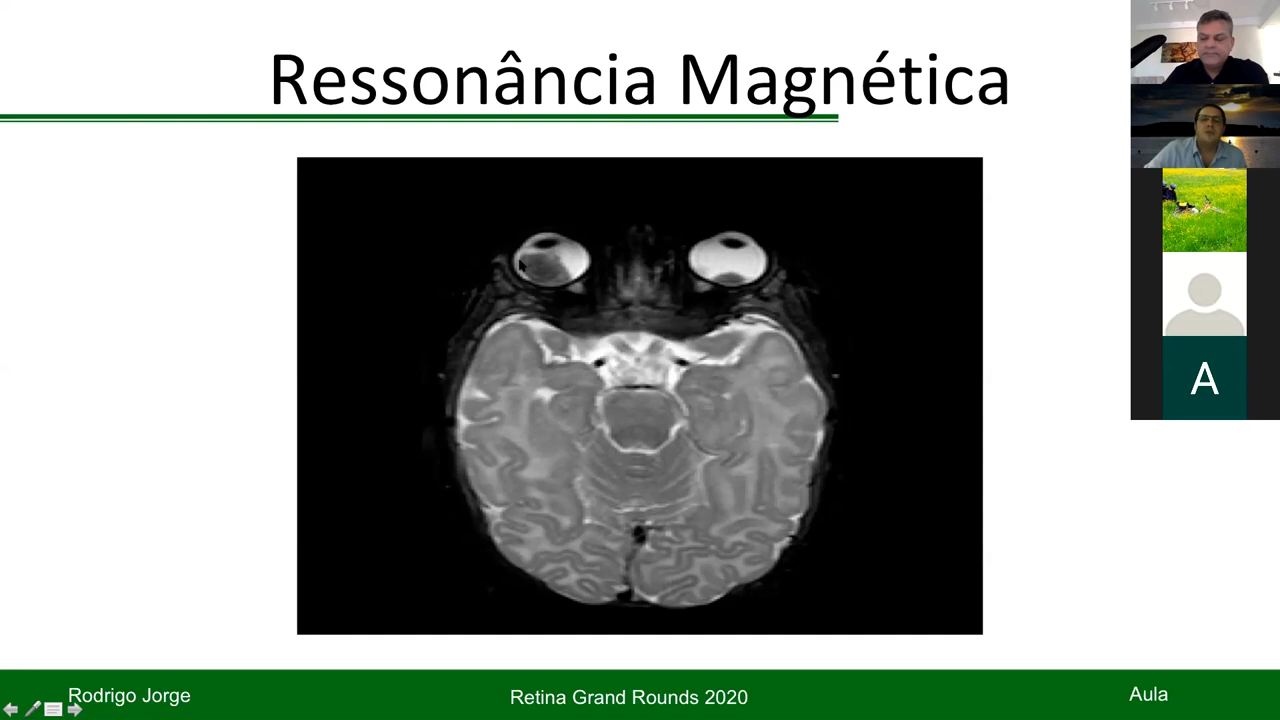 Ressonância Magnética
A
Rodrigo Jorge
Retina Grand Rounds 2020
Aula